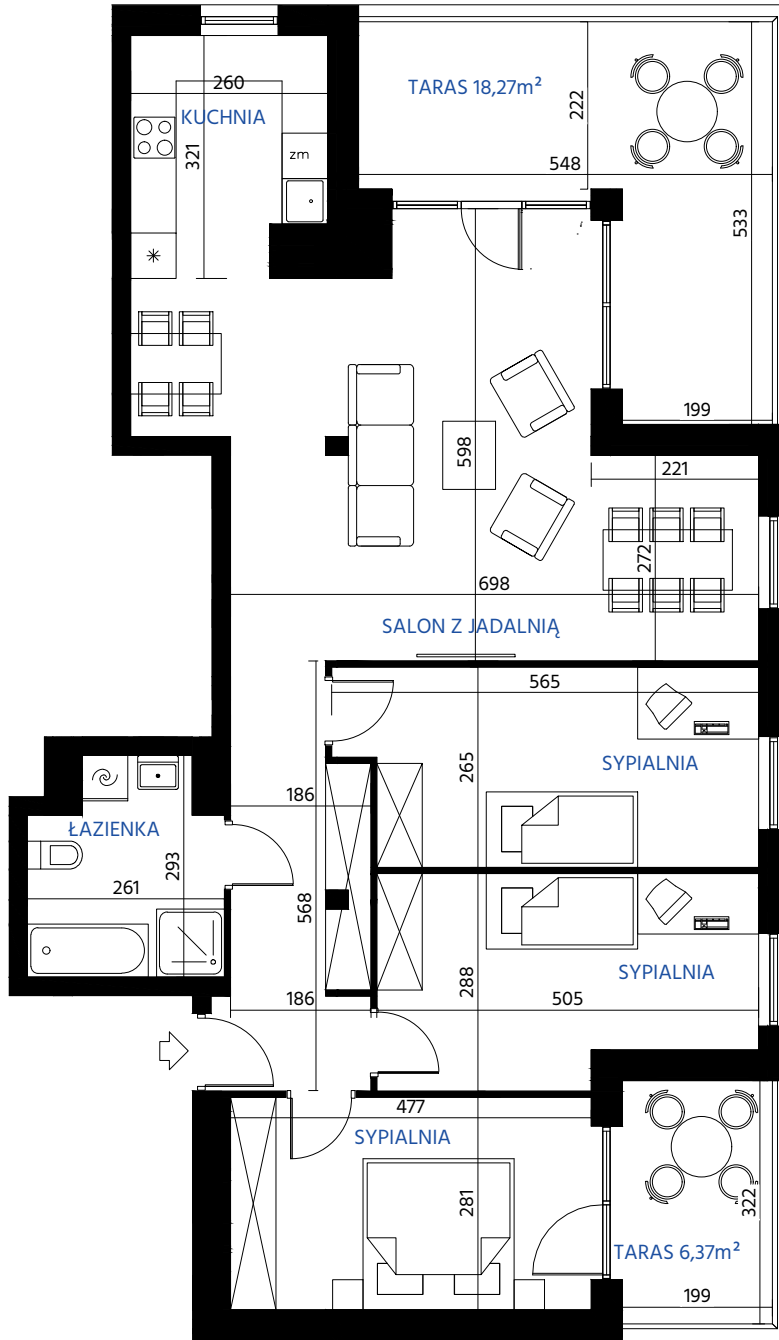 260
TARAS 18,27m²
KUCHNIA
222
321
zm
548
533
199
598
221
272
698
SALON Z JADALNIĄ
565
265
SYPIALNIA
186
ŁAZIENKA
293
261
568
SYPIALNIA
288
186
505
477
SYPIALNIA
281
322
TARAS 6,37m²
199